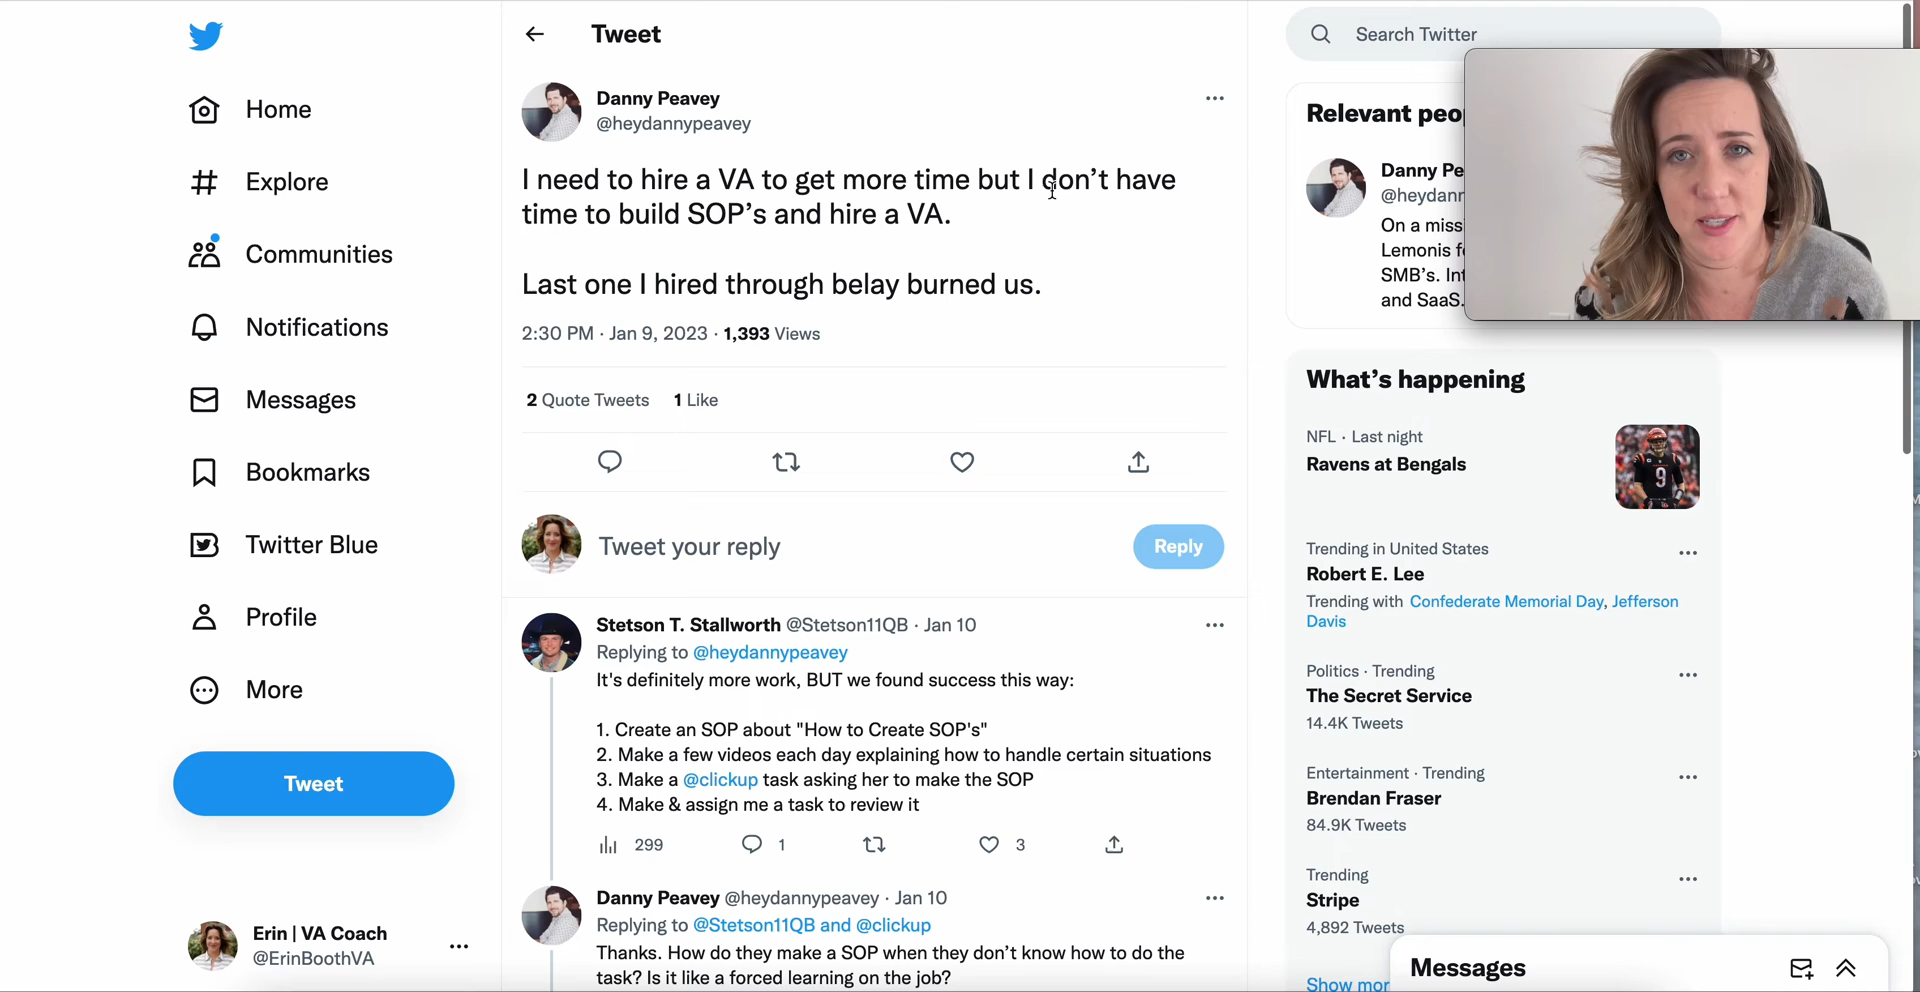 Home
Explore
Communities
Notifications
Messages
Bookmarks
Twitter Blue
Profile
More
Tweet
Erin | VA Coach
@ErinBoothVA
Tweet
Danny Peavey
@heydannypeavey
I need to hire a VA to get more time but I don’t have
time to build SOP’s and hire a VA.
Last one I hired through belay burned us.
2:30 PM · Jan 9, 2023 · 1,393 Views
2 Quote Tweets 1 Like
Tweet your reply
Reply
Stetson T. Stallworth @Stetson11QB · Jan 10
Replying to @heydannypeavey
It's definitely more work, BUT we found success this way:
1. Create an SOP about "How to Create SOP's"
2. Make a few videos each day explaining how to handle certain situations
3. Make a @clickup task asking her to make the SOP
4. Make & assign me a task to review it
299 1 3
Danny Peavey @heydannypeavey · Jan 10
Replying to @Stetson11QB and @clickup
Thanks. How do they make a SOP when they don’t know how to do the
task? Is it like a forced learning on the job?
Search Twitter
Relevant
Danny
On a
Lemonis
SMB’s.
and SaaS.
What’s happening
NFL · Last night
Ravens at Bengals
9
Trending in United States
Robert E. Lee
Trending with Confederate Memorial Day, Jefferson
Davis
Politics · Trending
The Secret Service
14.4K Tweets
Entertainment · Trending
Brendan Fraser
84.9K Tweets
Trending
Stripe
4,892 Tweets
Show
Messages